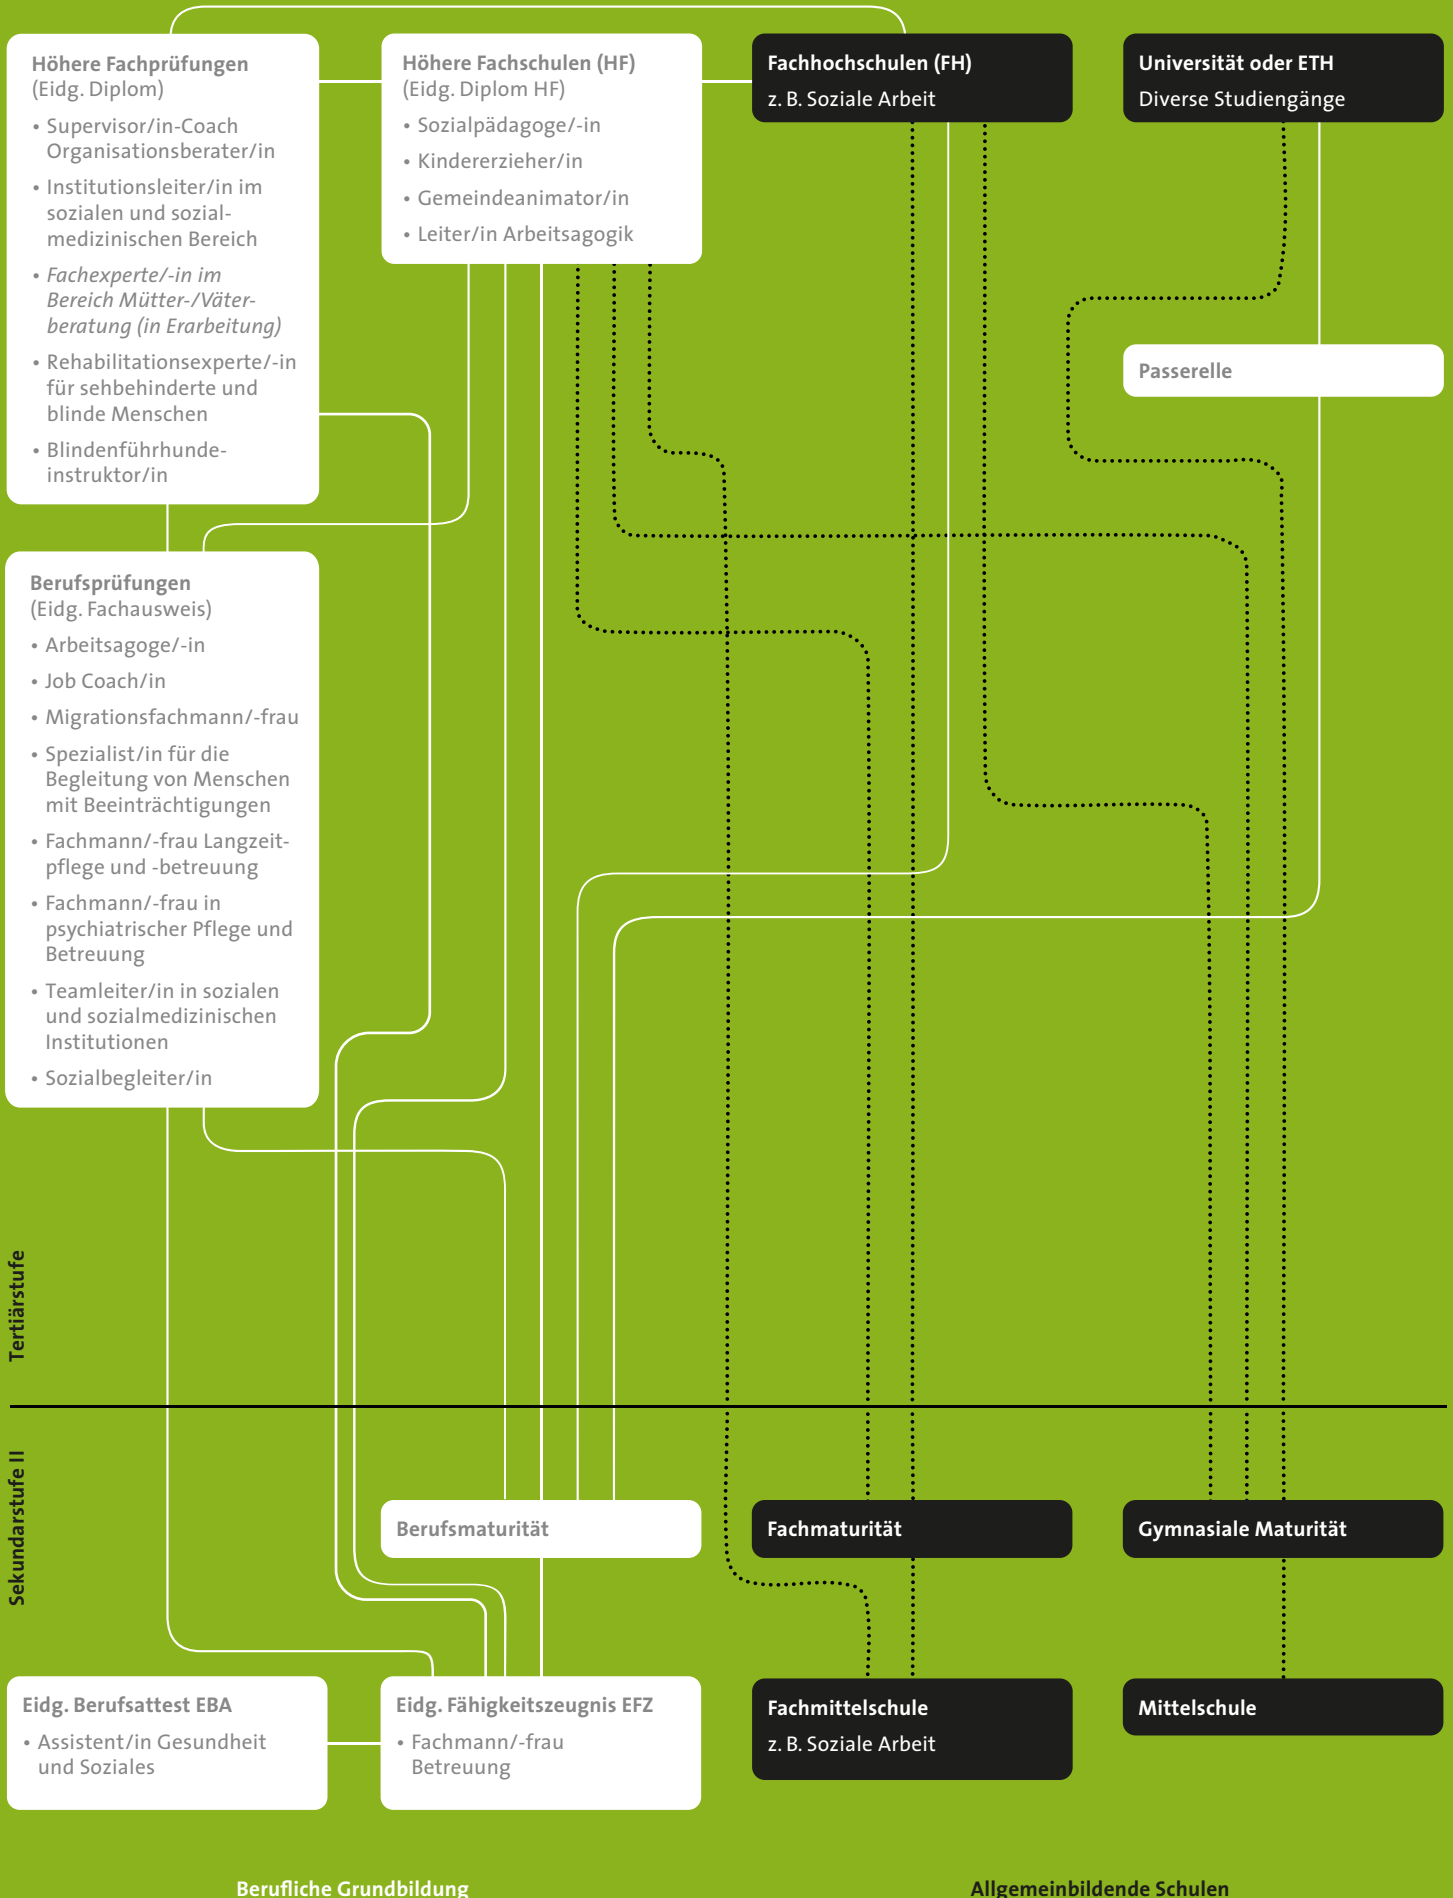 Höhere Fachprüfungen
(Eidg. Diplom)
• Supervisor/in-Coach
Organisationsberater/in
• Institutionsleiter/in im
sozialen und sozial-
medizinischen Bereich
• Fachexperte/-in im
Bereich Mütter-/Väter-
beratung (in Erarbeitung)
• Rehabilitationsexperte/-in
für sehbehinderte und
blinde Menschen
• Blindenführhunde-
instruktor/in
Höhere Fachschulen (HF)
(Eidg. Diplom HF)
• Sozialpädagoge/-in
• Kindererzieher/in
• Gemeindeanimator/in
• Leiter/in Arbeitsagogik
Fachhochschulen (FH)
z. B. Soziale Arbeit
Universität oder ETH
Diverse Studiengänge
Passerelle
Berufsprüfungen
(Eidg. Fachausweis)
• Arbeitsagoge/-in
• Job Coach/in
• Migrationsfachmann/-frau
• Spezialist/in für die
Begleitung von Menschen
mit Beeinträchtigungen
• Fachmann/-frau Langzeit-
pflege und -betreuung
• Fachmann/-frau in
psychiatrischer Pflege und
Betreuung
• Teamleiter/in in sozialen
und sozialmedizinischen
Institutionen
• Sozialbegleiter/in
Tertiärstufe
Sekundarstufe II
Berufsmaturität
Fachmaturität
Gymnasiale Maturität
Eidg. Berufsattest EBA
• Assistent/in Gesundheit
und Soziales
Eidg. Fähigkeitszeugnis EFZ
• Fachmann/-frau
Betreuung
Fachmittelschule
z. B. Soziale Arbeit
Mittelschule
Berufliche Grundbildung
Allgemeinbildende Schulen